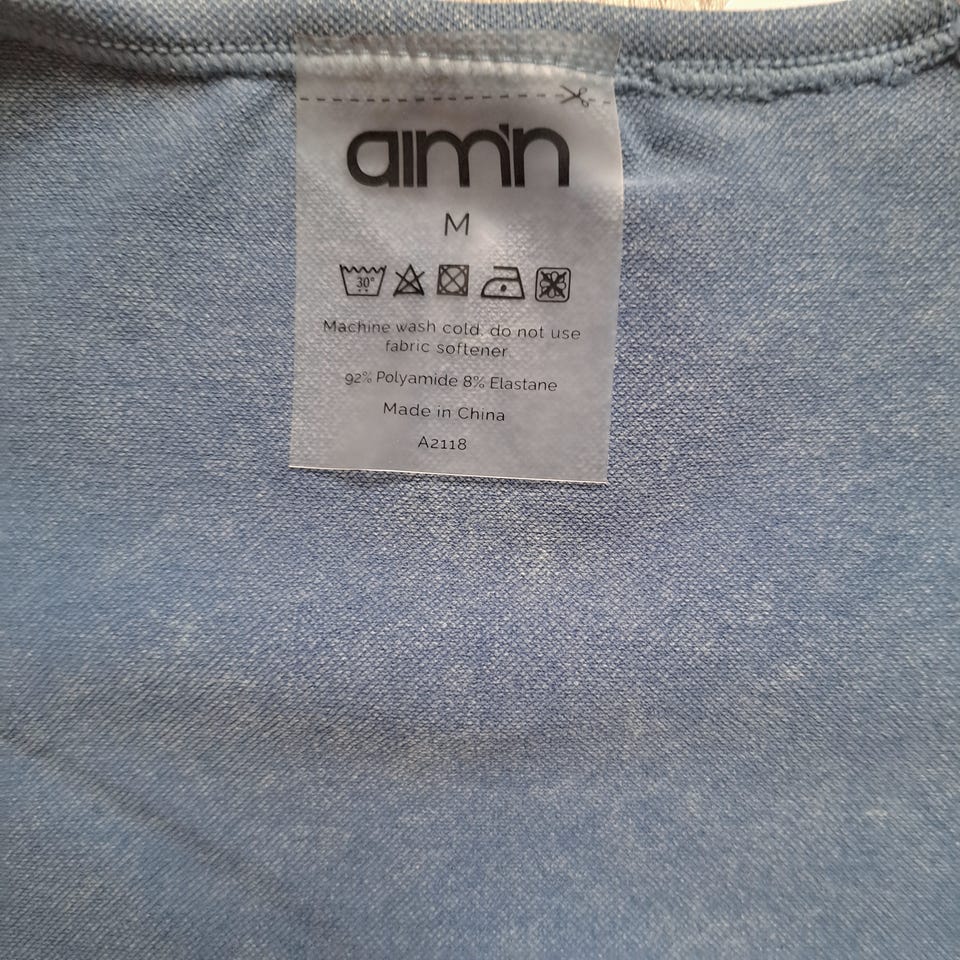 aim'n
M
30°
Machine wash cold, do not use
fabric softener
92% Polyamide 8% Elastane
Made in China
A2118